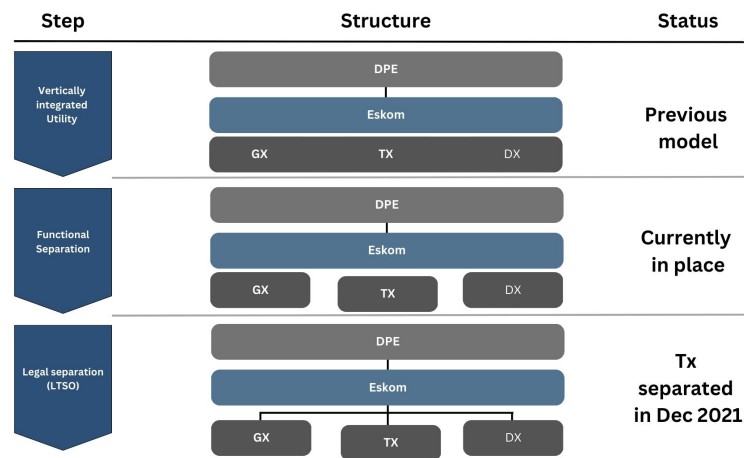 Step Structure Status
Vertically
integrated
Utility
DPE
Eskom
GX TX DX
Previous
model
Functional
Separation
DPE
Eskom
GX TX DX
Currently
in place
Legal separation
(LTSO)
DPE
Eskom
GX TX DX
Tx
separated
in Dec 2021